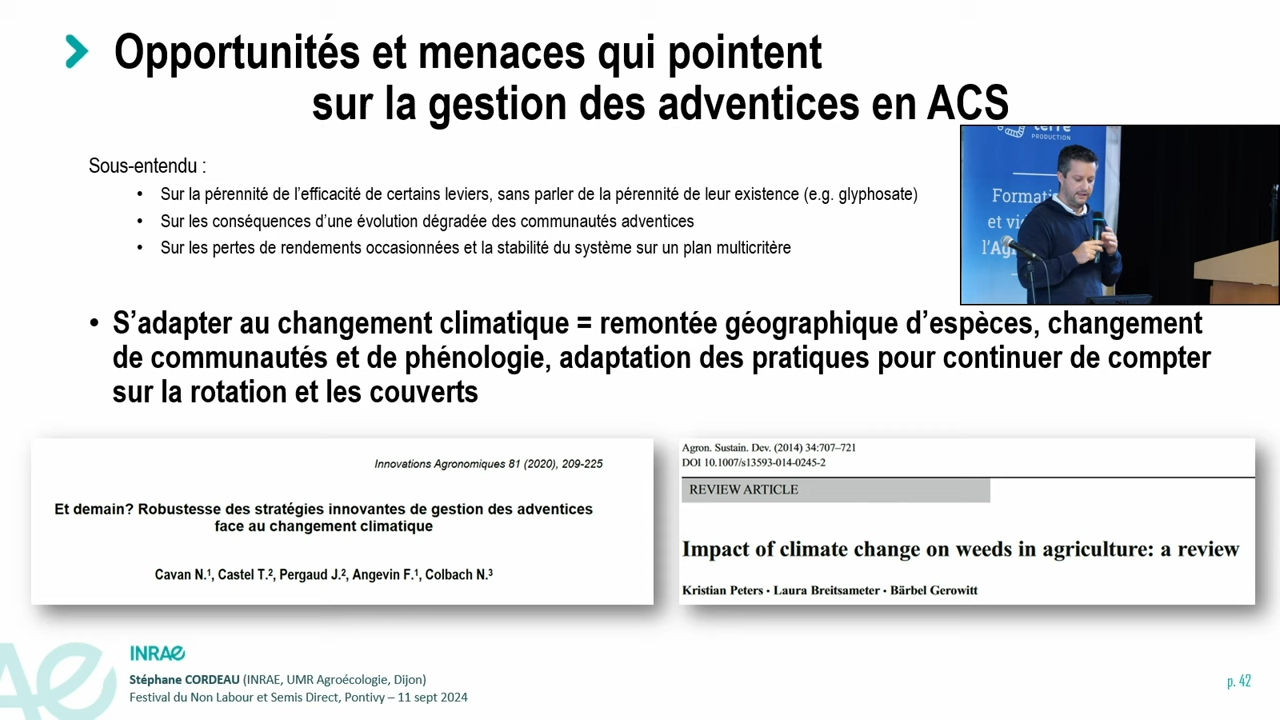 Opportunités et menaces qui pointent
sur la gestion des adventices en ACS
Sous-entendu :
• Sur la pérennité de l'efficacité de certains leviers, sans parler de la pérennité de leur existence (e.g. glyphosate)
• Sur les conséquences d'une évolution dégradée des communautés adventices
• Sur les pertes de rendements occasionnées et la stabilité du système sur un plan multicritère
terre
PRODUCTION
Formati
et vi
l'Ag
• S'adapter au changement climatique = remontée géographique d'espèces, changement
de communautés et de phénologie, adaptation des pratiques pour continuer de compter
sur la rotation et les couverts
Innovations Agronomiques 81 (2020), 209-225
Et demain? Robustesse des stratégies innovantes de gestion des adventices
face au changement climatique
Cavan N.¹, Castel T.², Pergaud J.², Angevin F.¹, Colbach N.³
Agron. Sustain. Dev. (2014) 34:707–721
DOI 10.1007/s13593-014-0245-2
REVIEW ARTICLE
Impact of climate change on weeds in agriculture: a review
Kristian Peters · Laura Breitsameter · Bärbel Gerowitt
INRAE
Stéphane CORDEAU (INRAE, UMR Agroécologie, Dijon)
Festival du Non Labour et Semis Direct, Pontivy – 11 sept 2024
p. 42